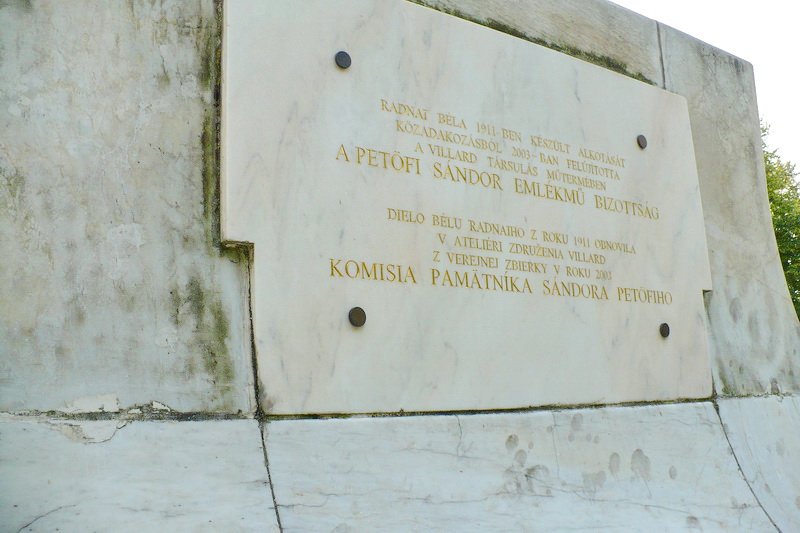 RADNAI BÉLA 1911-BEN KÉSZÜLT ALKOTÁSÁT
KÖZADAKOZÁSBÓL 2003-BAN FELÚJÍTOTTA
A VILLARD TÁRSULÁS MŰTERMÉBEN
A PETŐFI SÁNDOR EMLÉKMŰ BIZOTTSÁG
DIELO BÉLU RADNAIHO Z ROKU 1911 OBNOVILA
V ATELIÉRI ZDRUŽENIA VILLARD
Z VEREJNEJ ZBIERKY V ROKU 2003
KOMISIA PAMÄTNÍKA SÁNDORA PETŐFIHO